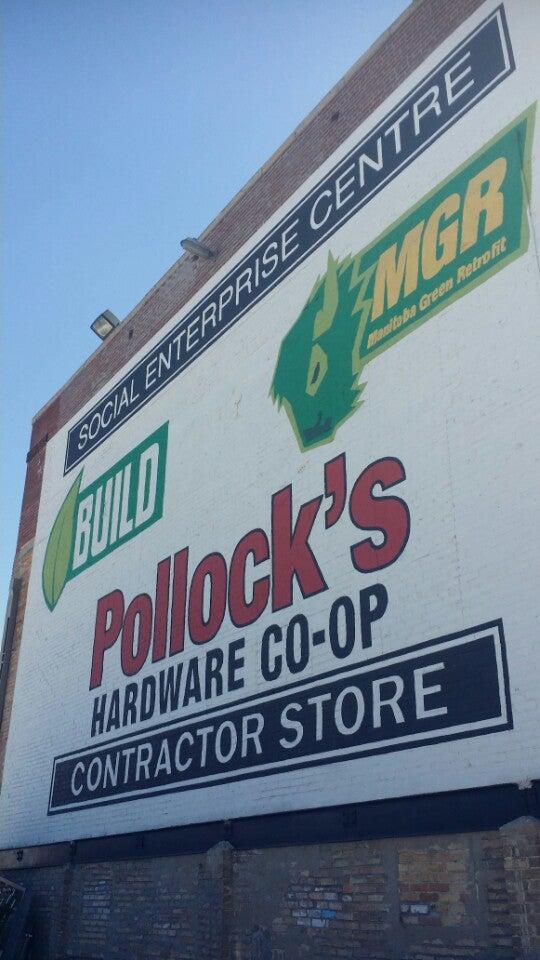 SOCIAL ENTERPRISE CENTRE
MGR
Manitoba Green Retrofit
BUILD
Pollock's
HARDWARE CO-OP
CONTRACTOR STORE